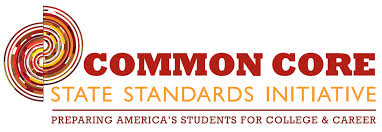 COMMON CORE
STATE STANDARDS INITIATIVE
PREPARING AMERICA'S STUDENTS FOR COLLEGE & CAREER